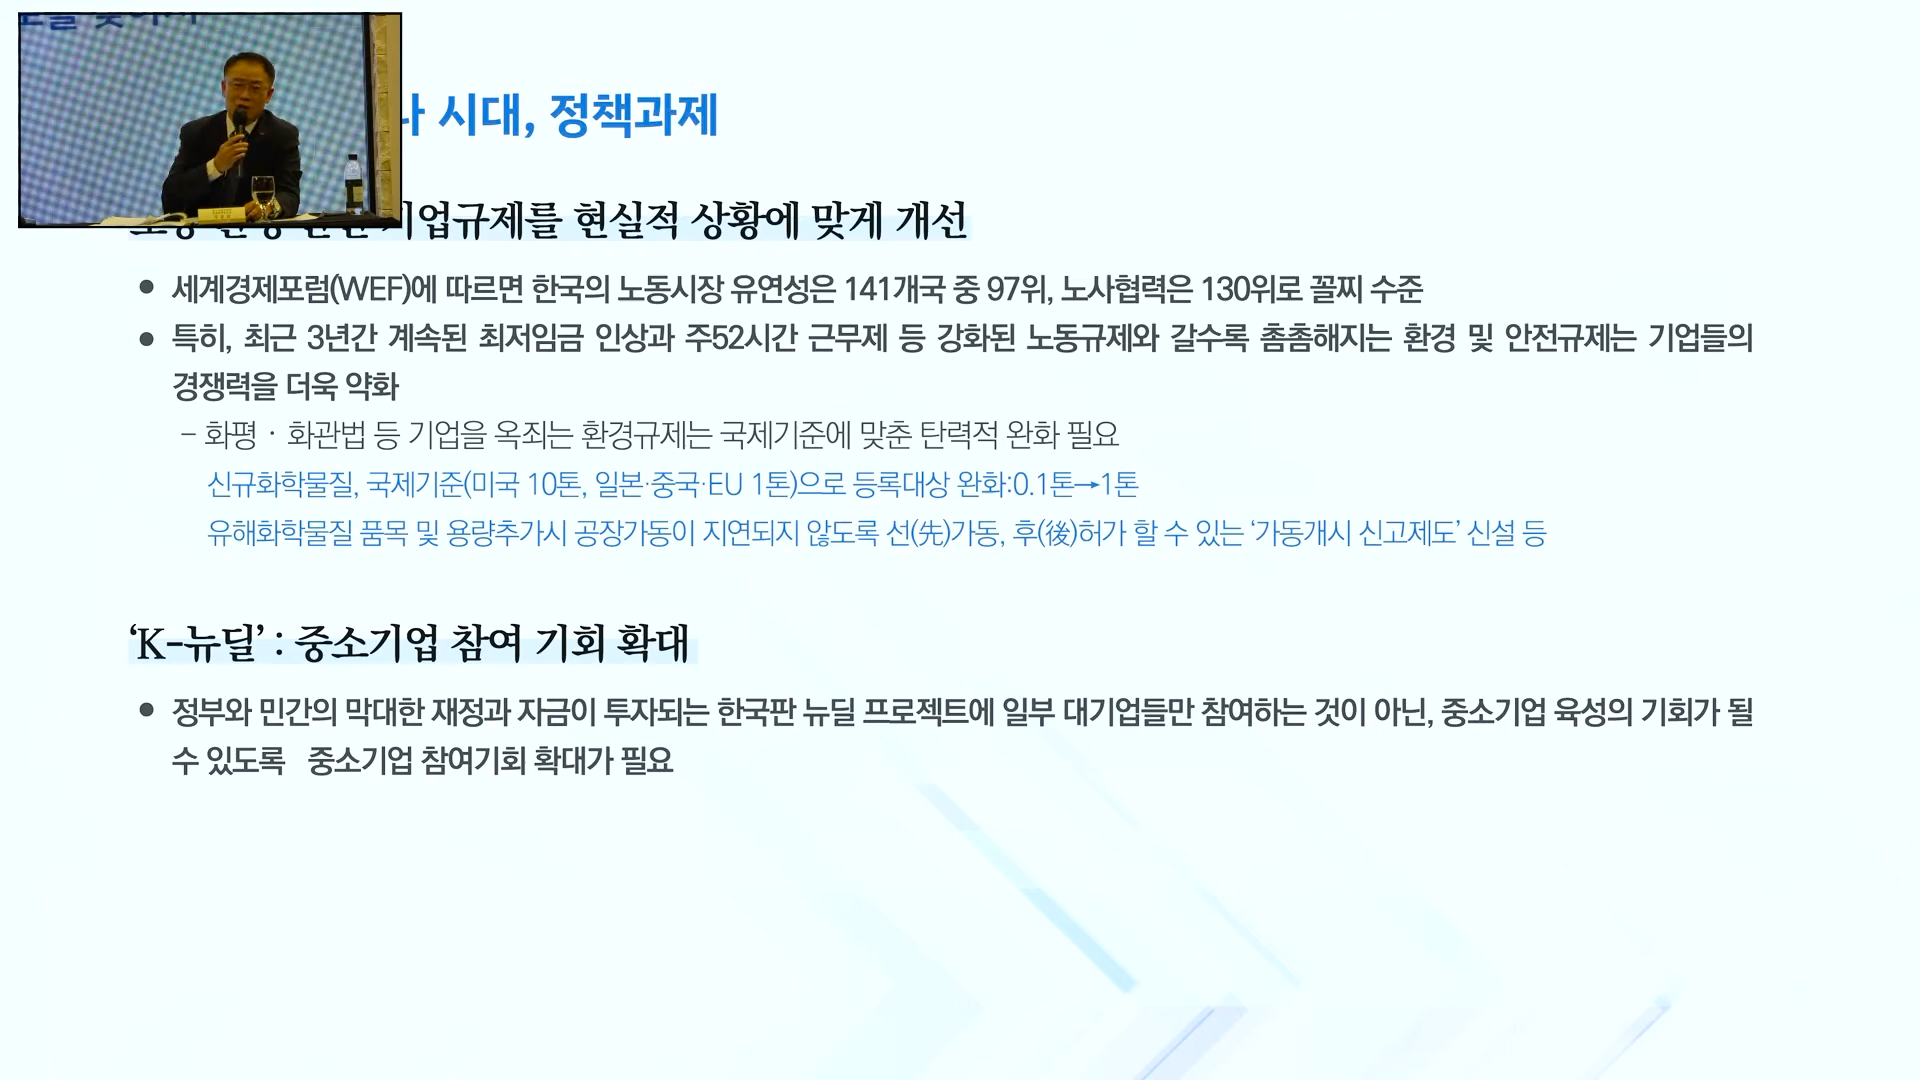 시대, 정책과제
기업규제를 현실적 상황에 맞게 개선
● 세계경제포럼(WEF)에 따르면 한국의 노동시장 유연성은 141개국 중 97위, 노사협력은 130위로 꼴찌 수준
● 특히, 최근 3년간 계속된 최저임금 인상과 주52시간 근무제 등 강화된 노동규제와 갈수록 촘촘해지는 환경 및 안전규제는 기업들의
경쟁력을 더욱 약화
– 화평 · 화관법 등 기업을 옥죄는 환경규제는 국제기준에 맞춘 탄력적 완화 필요
신규화학물질, 국제기준(미국 10톤, 일본·중국·EU 1톤)으로 등록대상 완화:0.1톤→1톤
유해화학물질 품목 및 용량추가시 공장가동이 지연되지 않도록 선(先)가동, 후(後)허가 할 수 있는 ‘가동개시 신고제도’ 신설 등
‘K-뉴딜’ : 중소기업 참여 기회 확대
● 정부와 민간의 막대한 재정과 자금이 투자되는 한국판 뉴딜 프로젝트에 일부 대기업들만 참여하는 것이 아닌, 중소기업 육성의 기회가 될
수 있도록 중소기업 참여기회 확대가 필요